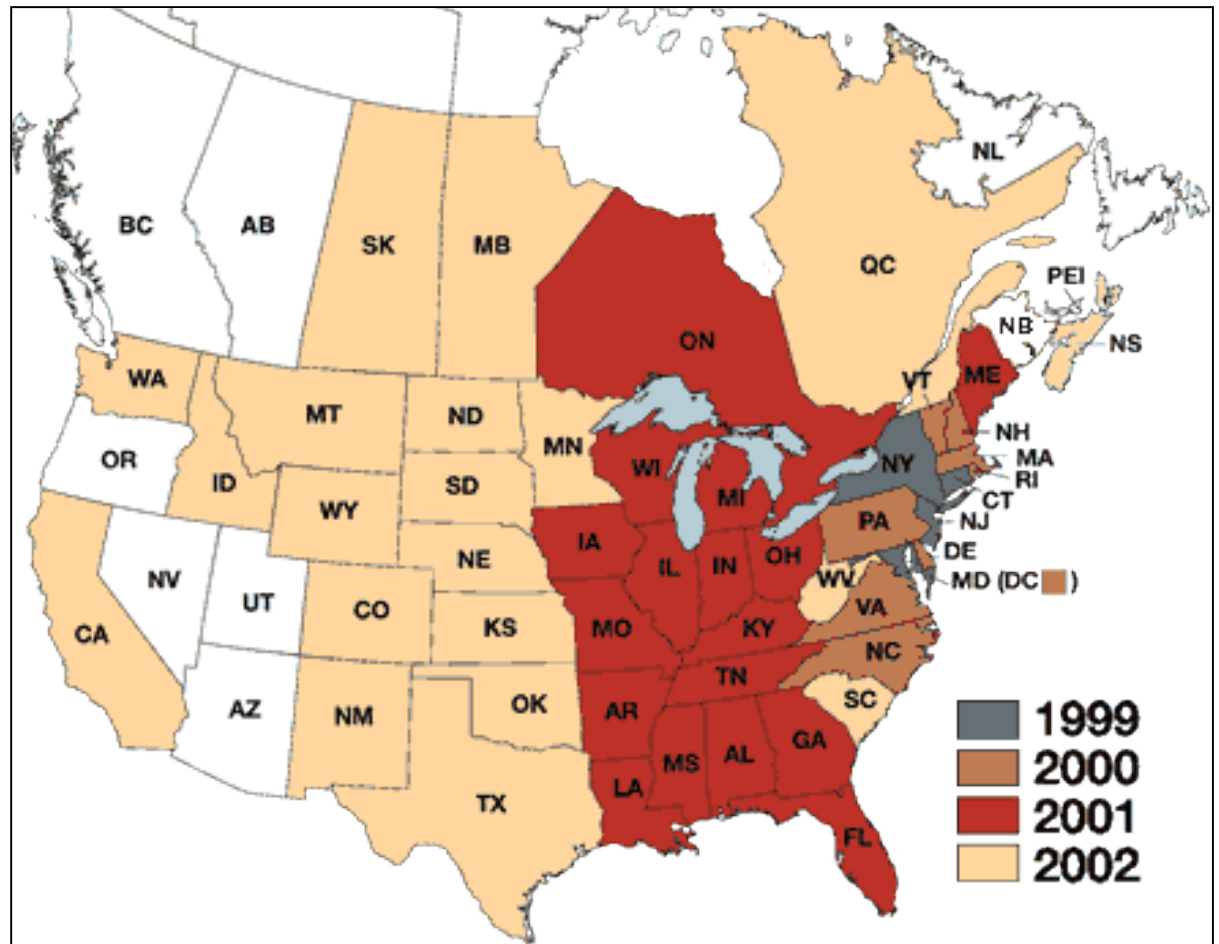 NL
BC
AB
SK
MB
QC
PEI
NB
NS
ON
VT
ME
WA
MT
ND
MN
NH
OR
ID
SD
WI
NY
MA
RI
MI
CT
WY
PA
NJ
IA
NE
OH
DE
IL
IN
WV
MD (DC )
NV
UT
CO
VA
CA
KS
MO
KY
NC
TN
AZ
NM
OK
AR
SC
MS
AL
GA
1999
LA
2000
TX
2001
FL
2002